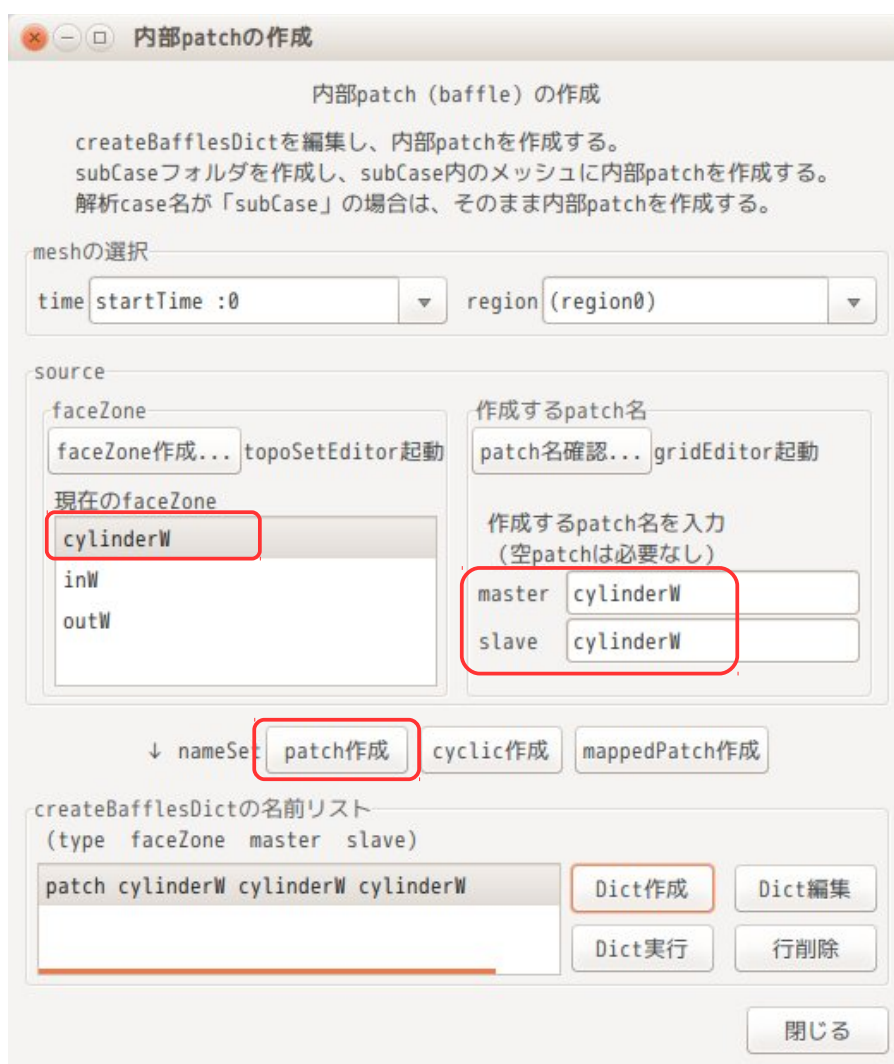 内部patchの作成
内部patch (baffle) の作成
createBafflesDictを編集し、内部patchを作成する。
subCaseフォルダを作成し、subCase内のメッシュに内部patchを作成する。
解析case名が「subCase」の場合は、そのまま内部patchを作成する。
meshの選択
time startTime :0 region (region0)
source
faceZone
faceZone作成... topoSetEditor起動
現在のfaceZone
cylinderW
inW
outW
作成するpatch名
patch名確認... gridEditor起動
作成するpatch名を入力
(空patchは必要なし)
master cylinderW
slave cylinderW
↓ nameSet patch作成 cyclic作成 mappedPatch作成
createBafflesDictの名前リスト
(type faceZone master slave)
patch cylinderW cylinderW cylinderW
Dict作成 Dict編集
Dict実行 行削除
閉じる